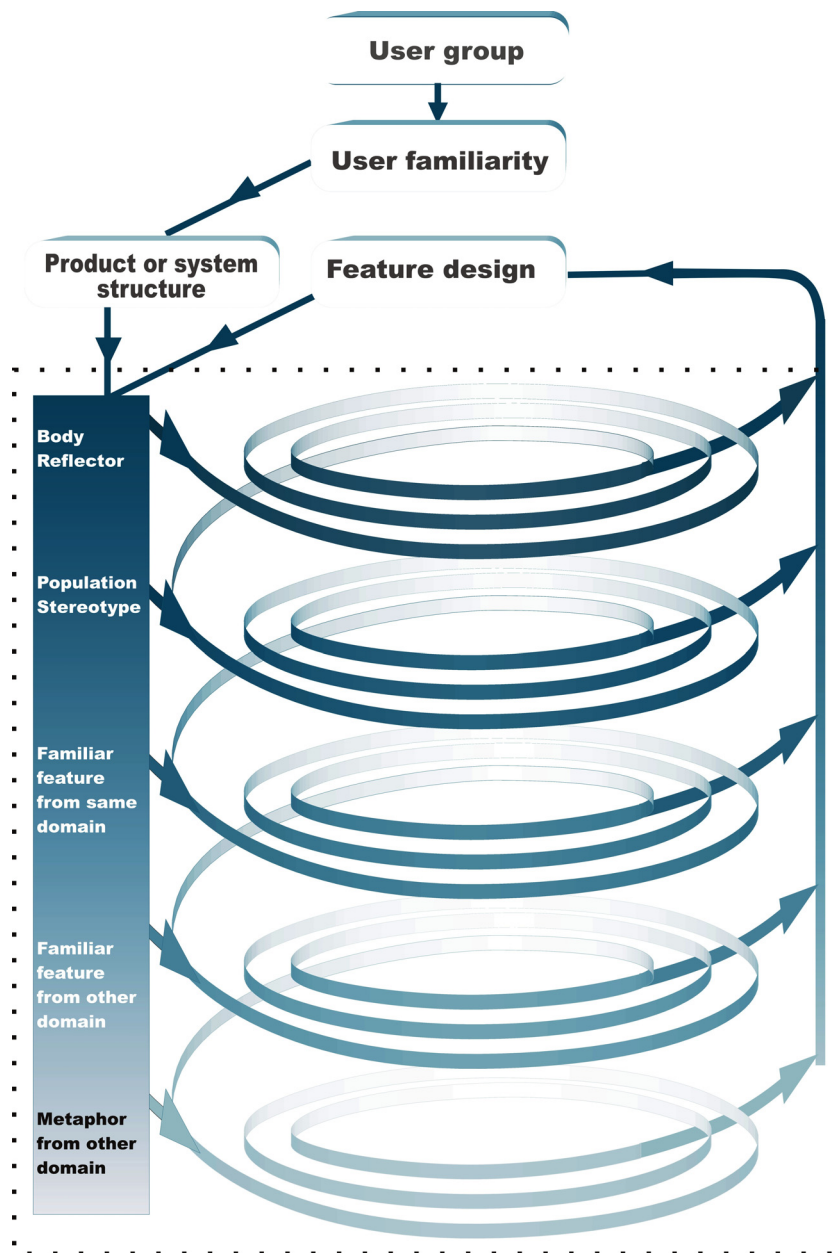 User group
User familiarity
Product or system
structure
Feature design
Body
Reflector
Population
Stereotype
Familiar
feature
from same
domain
Familiar
feature
from other
domain
Metaphor
from other
domain